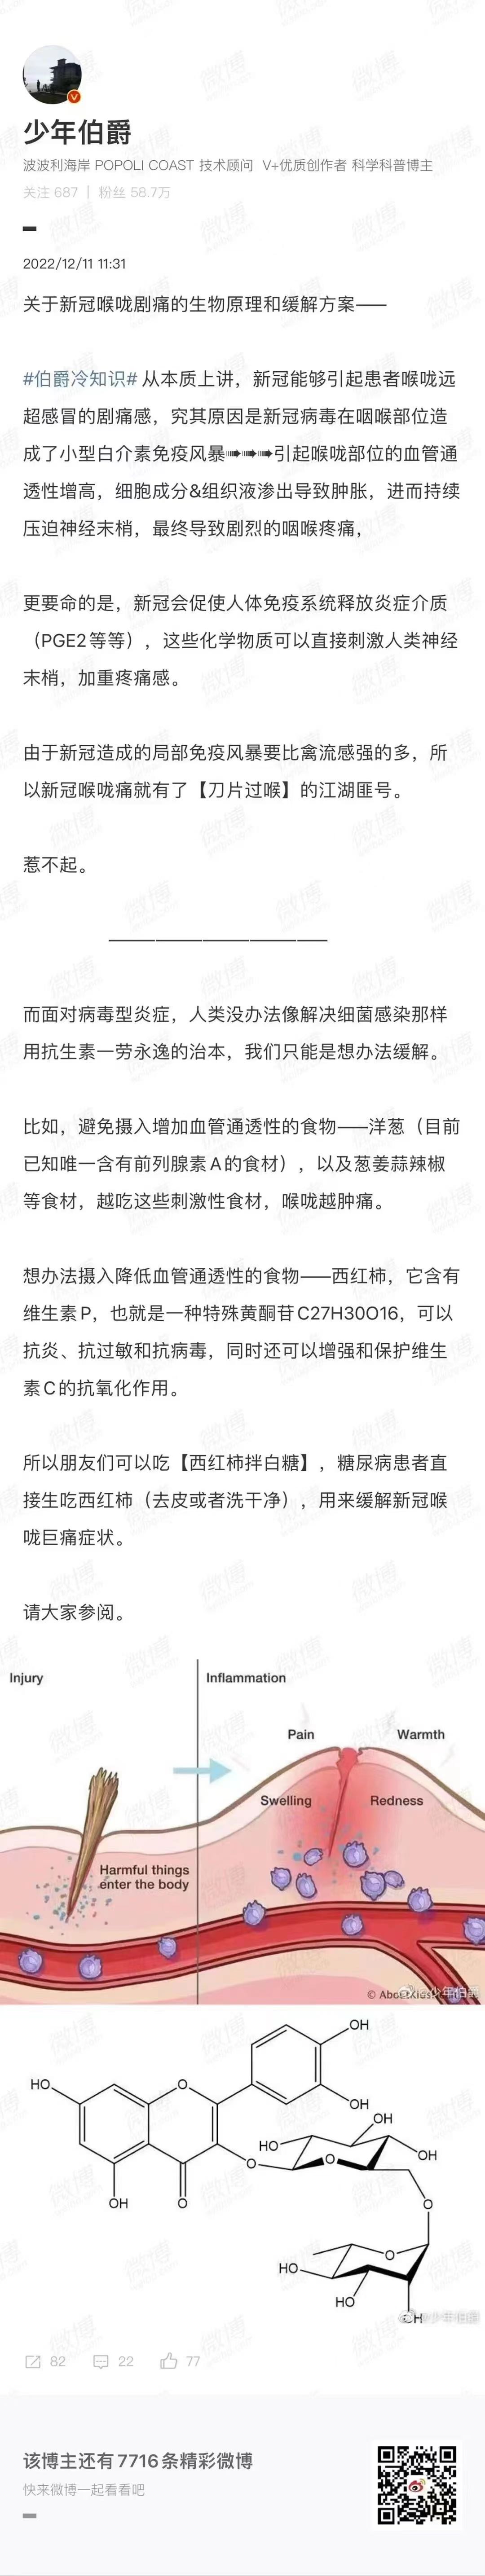 少年伯爵
波波利海岸 POPOLI COAST 技术顾问 V+优质创作者 科学科普博主
关注 687 | 粉丝 58.7万
2022/12/11 11:31
关于新冠喉咙剧痛的生物原理和缓解方案——
#伯爵冷知识# 从本质上讲，新冠能够引起患者喉咙远
超感冒的剧痛感，究其原因是新冠病毒在咽喉部位造
成了小型白介素免疫风暴➠➠➠引起喉咙部位的血管通
透性增高，细胞成分&组织液渗出导致肿胀，进而持续
压迫神经末梢，最终导致剧烈的咽喉疼痛，
更要命的是，新冠会促使人体免疫系统释放炎症介质
（PGE2等等），这些化学物质可以直接刺激人类神经
末梢，加重疼痛感。
由于新冠造成的局部免疫风暴要比禽流感强的多，所
以新冠喉咙痛就有了【刀片过喉】的江湖匪号。
惹不起。
——————————————
而面对病毒型炎症，人类没办法像解决细菌感染那样
用抗生素一劳永逸的治本，我们只能是想办法缓解。
比如，避免摄入增加血管通透性的食物——洋葱（目前
已知唯一含有前列腺素A的食材），以及葱姜蒜辣椒
等食材，越吃这些刺激性食材，喉咙越肿痛。
想办法摄入降低血管通透性的食物——西红柿，它含有
维生素P，也就是一种特殊黄酮苷C27H30O16，可以
抗炎、抗过敏和抗病毒，同时还可以增强和保护维生
素C的抗氧化作用。
所以朋友们可以吃【西红柿拌白糖】，糖尿病患者直
接生吃西红柿（去皮或者洗干净），用来缓解新冠喉
咙巨痛症状。
请大家参阅。
Injury
Inflammation
Pain
Warmth
Swelling
Redness
Harmful things
enter the body
@少年伯爵
OH
HO
O
OH
OH
HO
OH
O
O
OH
O
O
O
HO
HO
@少年伯爵
82
22
77
该博主还有7716条精彩微博
快来微博一起看看吧